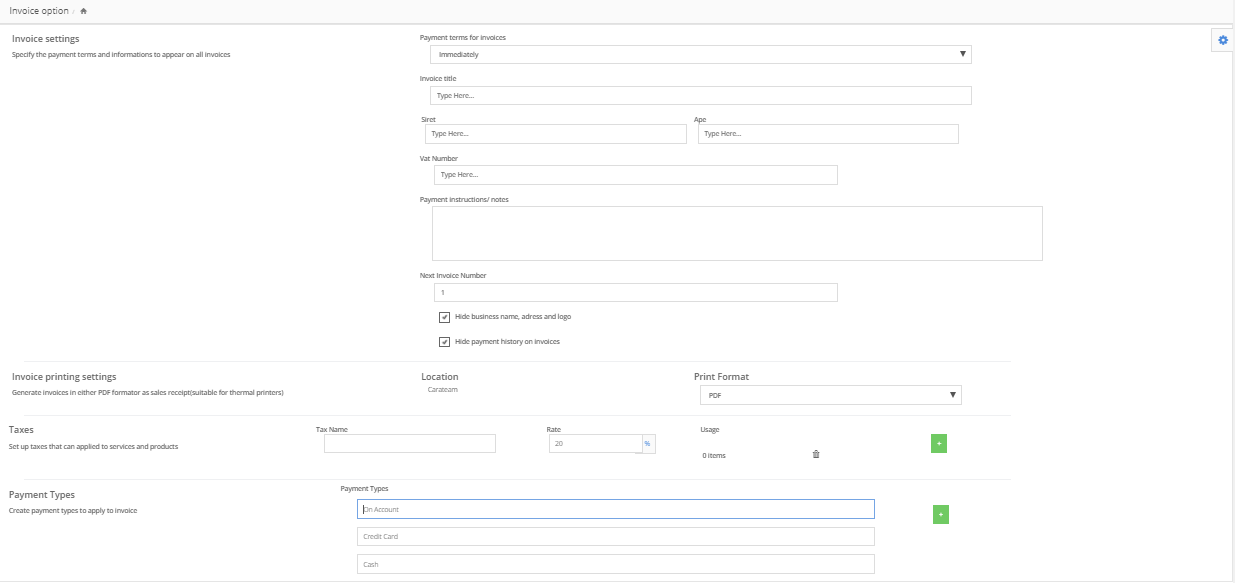 Invoice option /
Invoice settings
Specify the payment terms and informations to appear on all invoices
Payment terms for invoices
Immediately
Invoice title
Type Here...
Siret
Ape
Type Here...
Type Here...
Vat Number
Type Here...
Payment instructions/ notes
Next Invoice Number
1
Hide business name, adress and logo
Hide payment history on invoices
Invoice printing settings
Generate invoices in either PDF formator as sales receipt(suitable for thermal printers)
Location
Carateam
Print Format
PDF
Taxes
Set up taxes that can applied to services and products
Tax Name
Rate
20
%
Usage
0 items
+
Payment Types
Create payment types to apply to invoice
Payment Types
On Account
Credit Card
Cash
+